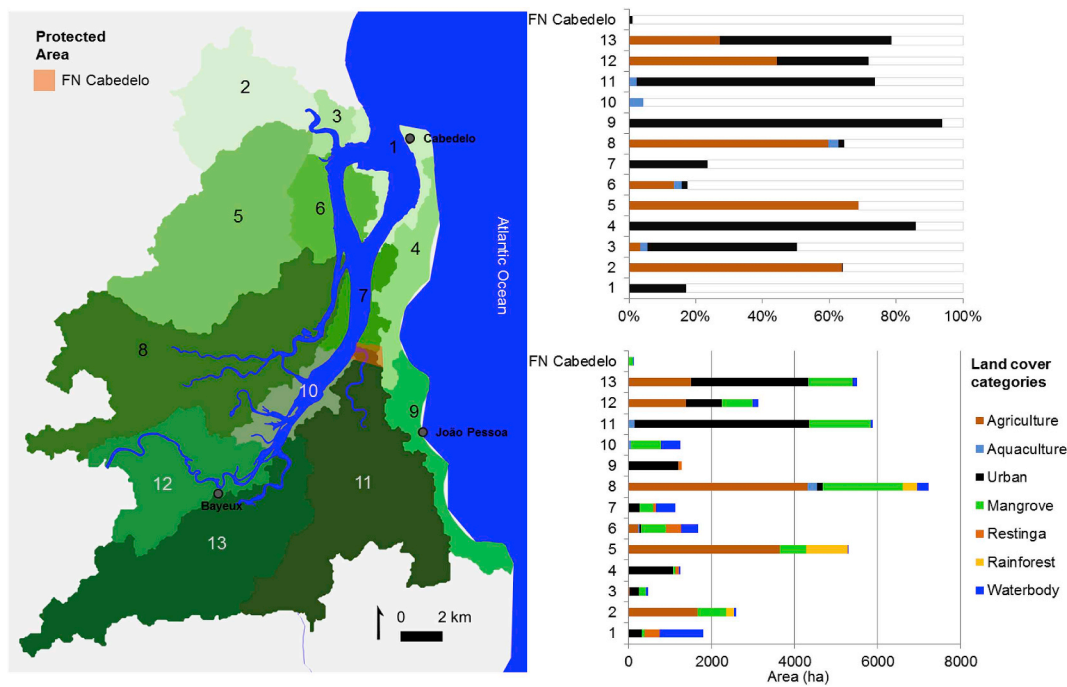 Protected
Area
FN Cabedelo
2
3
1
Cabedelo
5
6
4
Atlantic Ocean
7
8
10
9
João Pessoa
12
11
Bayeux
13
0 2 km
FN Cabedelo
13
12
11
10
9
8
7
6
5
4
3
2
1
0% 20% 40% 60% 80% 100%
FN Cabedelo
13
12
11
10
9
8
7
6
5
4
3
2
1
0 2000 4000 6000 8000
Area (ha)
Land cover
categories
Agriculture
Aquaculture
Urban
Mangrove
Restinga
Rainforest
Waterbody